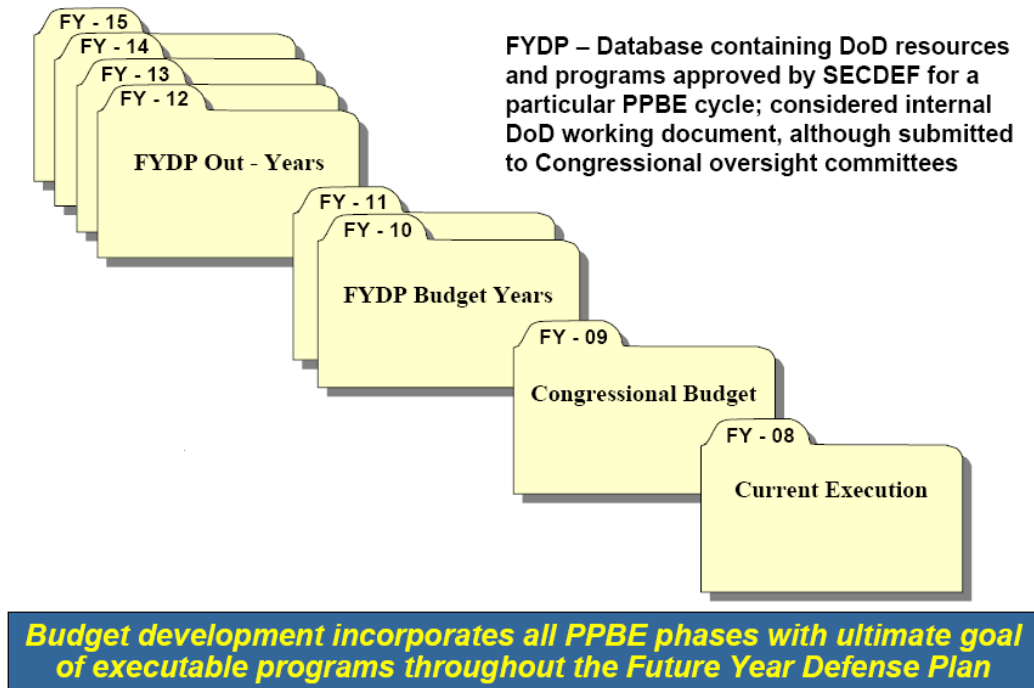 FY - 15
FY - 14
FY - 13
FY - 12
FYDP Out - Years
FYDP – Database containing DoD resources
and programs approved by SECDEF for a
particular PPBE cycle; considered internal
DoD working document, although submitted
to Congressional oversight committees
FY - 11
FY - 10
FYDP Budget Years
FY - 09
Congressional Budget
FY - 08
Current Execution
Budget development incorporates all PPBE phases with ultimate goal
of executable programs throughout the Future Year Defense Plan